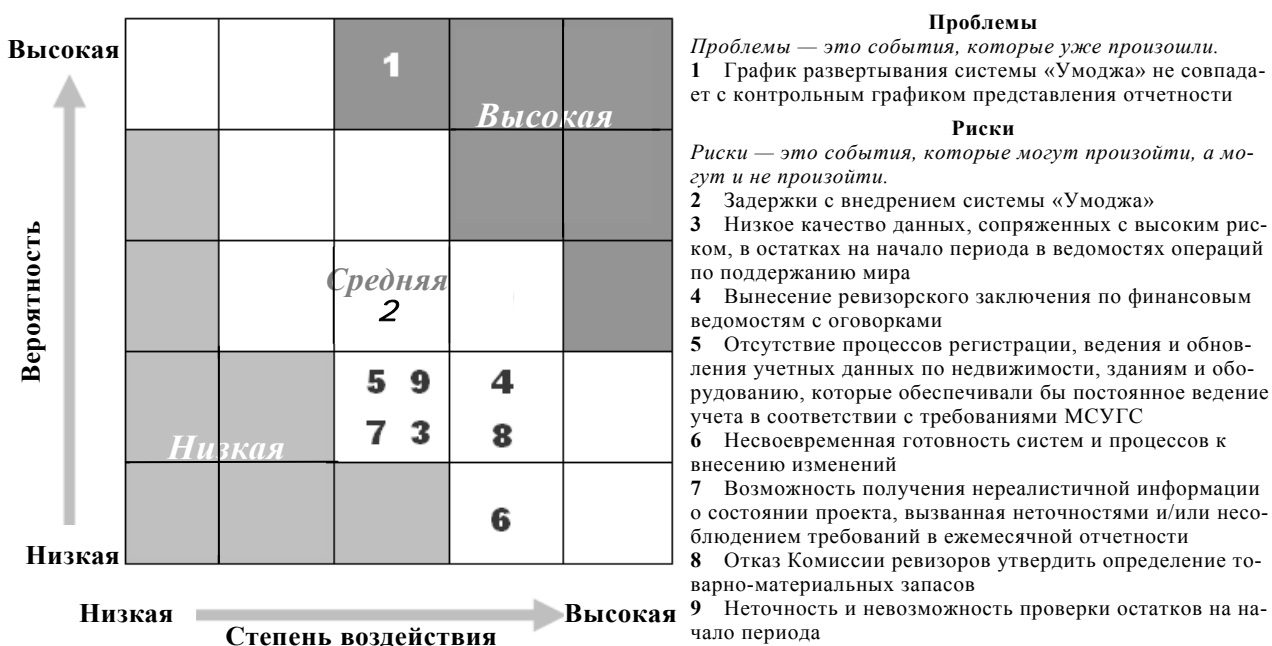 Высокая
1
Высокая
Вероятность
Средняя
2
5 9
4
7 3
8
Низкая
6
Низкая
Низкая
Высокая
Степень воздействия
Проблемы
Проблемы — это события, которые уже произошли.
1 График развертывания системы «Умоджа» не совпада-
ет с контрольным графиком представления отчетности
Риски
Риски — это события, которые могут произойти, а мо-
гут и не произойти.
2 Задержки с внедрением системы «Умоджа»
3 Низкое качество данных, сопряженных с высоким рис-
ком, в остатках на начало периода в ведомостях операций
по поддержанию мира
4 Вынесение ревизорского заключения по финансовым
ведомостям с оговорками
5 Отсутствие процессов регистрации, ведения и обнов-
ления учетных данных по недвижимости, зданиям и обо-
рудованию, которые обеспечивали бы постоянное ведение
учета в соответствии с требованиями МСУГС
6 Несвоевременная готовность систем и процессов к
внесению изменений
7 Возможность получения нереалистичной информации
о состоянии проекта, вызванная неточностями и/или несо-
блюдением требований в ежемесячной отчетности
8 Отказ Комиссии ревизоров утвердить определение то-
варно-материальных запасов
9 Неточность и невозможность проверки остатков на на-
чало периода